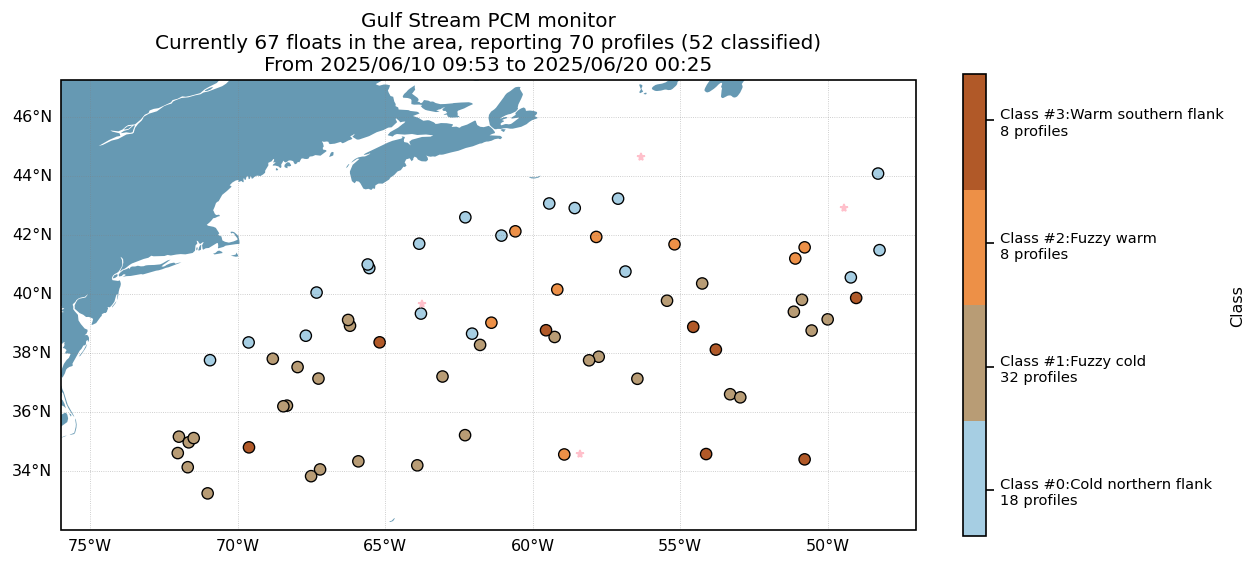 Gulf Stream PCM monitor
Currently 67 floats in the area, reporting 70 profiles (52 classified)
From 2025/06/10 09:53 to 2025/06/20 00:25
46°N
44°N
42°N
40°N
38°N
36°N
34°N
75°W
70°W
65°W
60°W
55°W
50°W
Class #3:Warm southern flank
8 profiles
Class #2:Fuzzy warm
8 profiles
Class #1:Fuzzy cold
32 profiles
Class #0:Cold northern flank
18 profiles
Class